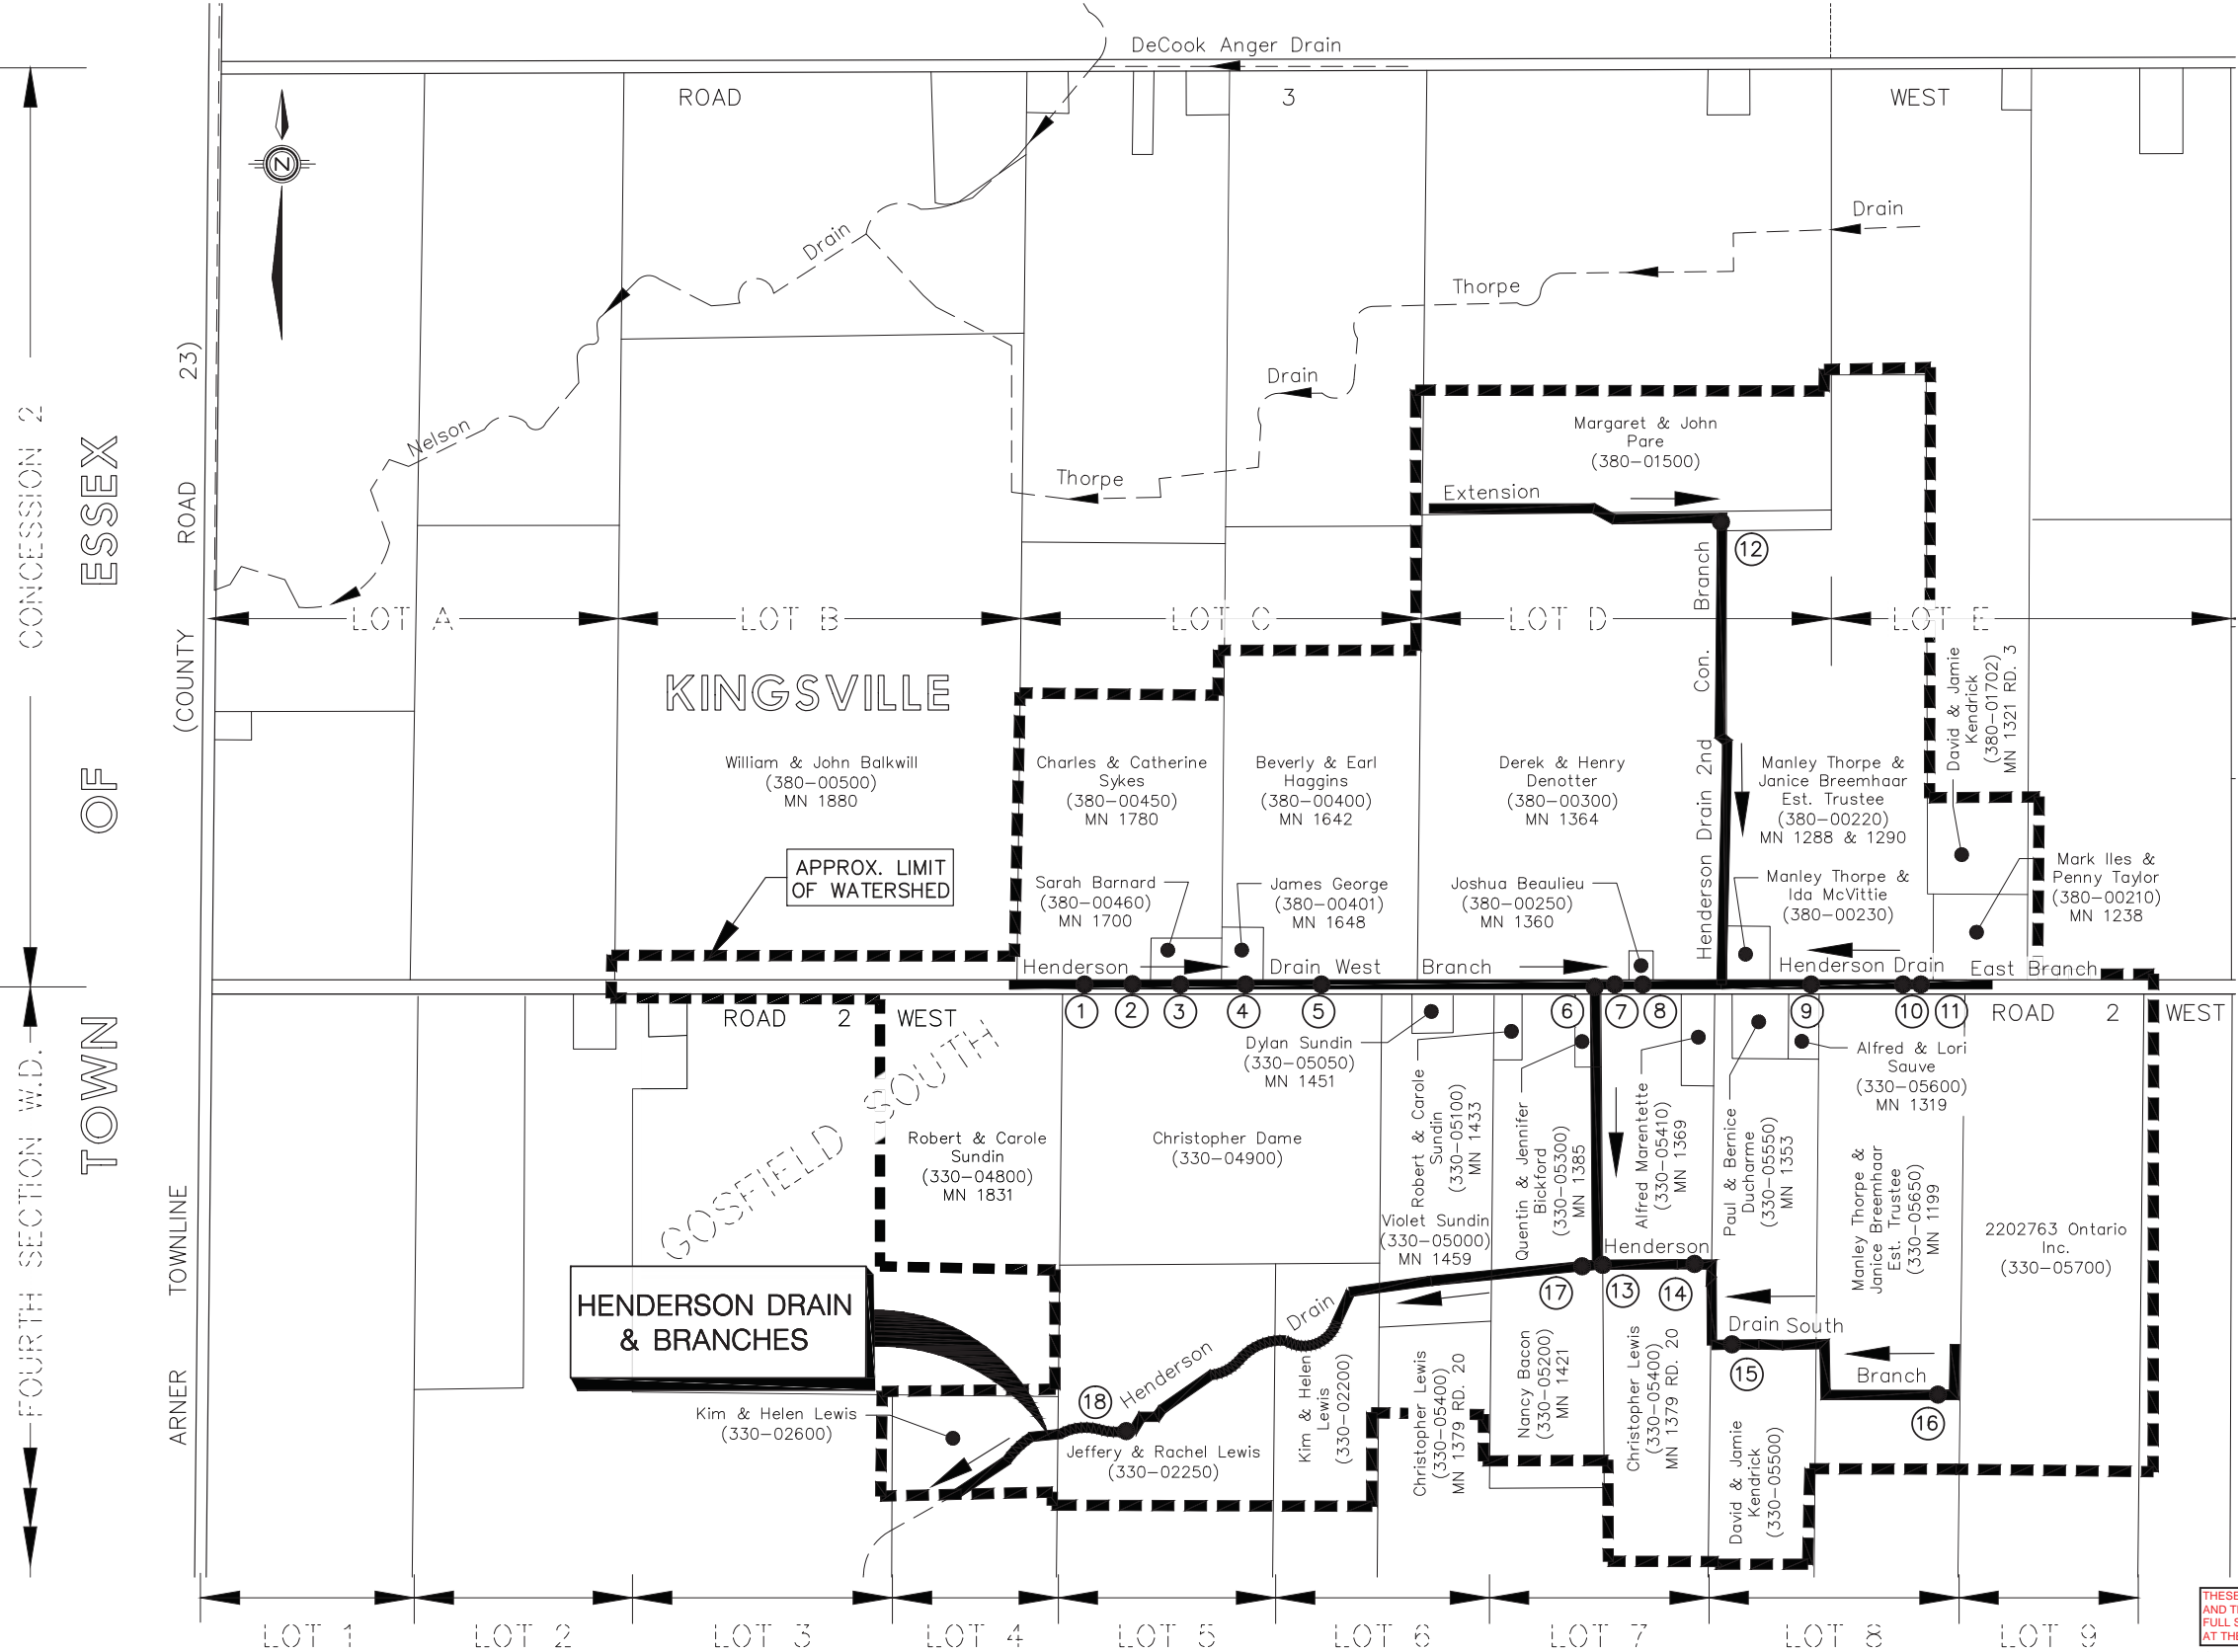 DeCook Anger Drain
ROAD 3 WEST
N
Drain
Drain
Thorpe
Drain
Nelson
Thorpe
Margaret & John
Pare
(380-01500)
Extension
12
CONCESSION 2
ESSEX
OF
TOWN
FOURTH SECTION W.D.
ARNER TOWNLINE
(COUNTY ROAD 23)
LOT A
LOT B
LOT C
LOT D
LOT E
Henderson Drain 2nd Con. Branch
KINGSVILLE
William & John Balkwill
(380-00500)
MN 1880
Charles & Catherine
Sykes
(380-00450)
MN 1780
Beverly & Earl
Haggins
(380-00400)
MN 1642
Derek & Henry
Denotter
(380-00300)
MN 1364
Manley Thorpe &
Janice Breemhaar
Est. Trustee
(380-00220)
MN 1288 & 1290
David & Jamie
Kendrick
(380-01702)
MN 1321 RD. 3
APPROX. LIMIT
OF WATERSHED
Sarah Barnard
(380-00460)
MN 1700
James George
(380-00401)
MN 1648
Joshua Beaulieu
(380-00250)
MN 1360
Manley Thorpe &
Ida McVittie
(380-00230)
Mark Iles &
Penny Taylor
(380-00210)
MN 1238
Henderson Drain West Branch
Henderson Drain East Branch
1
2
3
4
5
6
7
8
9
10
11
ROAD 2 WEST
ROAD 2 WEST
GOSFIELD SOUTH
Dylan Sundin
(330-05050)
MN 1451
Alfred & Lori
Sauve
(330-05600)
MN 1319
Robert & Carole
Sundin
(330-04800)
MN 1831
Christopher Dame
(330-04900)
Robert & Carole
Sundin
(330-05100)
MN 1433
Quentin & Jennifer
Bickford
(330-05300)
MN 1385
Alfred Marentette
(330-05410)
MN 1369
Paul & Bernice
Ducharme
(330-05550)
MN 1353
Manley Thorpe &
Janice Breemhaar
Est. Trustee
(330-05650)
MN 1199
2202763 Ontario
Inc.
(330-05700)
Violet Sundin
(330-05000)
MN 1459
Henderson
17
13
14
Drain South
15
Branch
16
HENDERSON DRAIN
& BRANCHES
Henderson Drain
18
Kim & Helen Lewis
(330-02600)
Jeffery & Rachel Lewis
(330-02250)
Kim & Helen
Lewis
(330-02200)
Christopher Lewis
(330-05400)
MN 1379 RD. 20
Nancy Bacon
(330-05200)
MN 1421
Christopher Lewis
(330-05400)
MN 1379 RD. 20
David & Jamie
Kendrick
(330-05500)
LOT 1
LOT 2
LOT 3
LOT 4
LOT 5
LOT 6
LOT 7
LOT 8
LOT 9
THESE
AND T
FULL S
AT THE